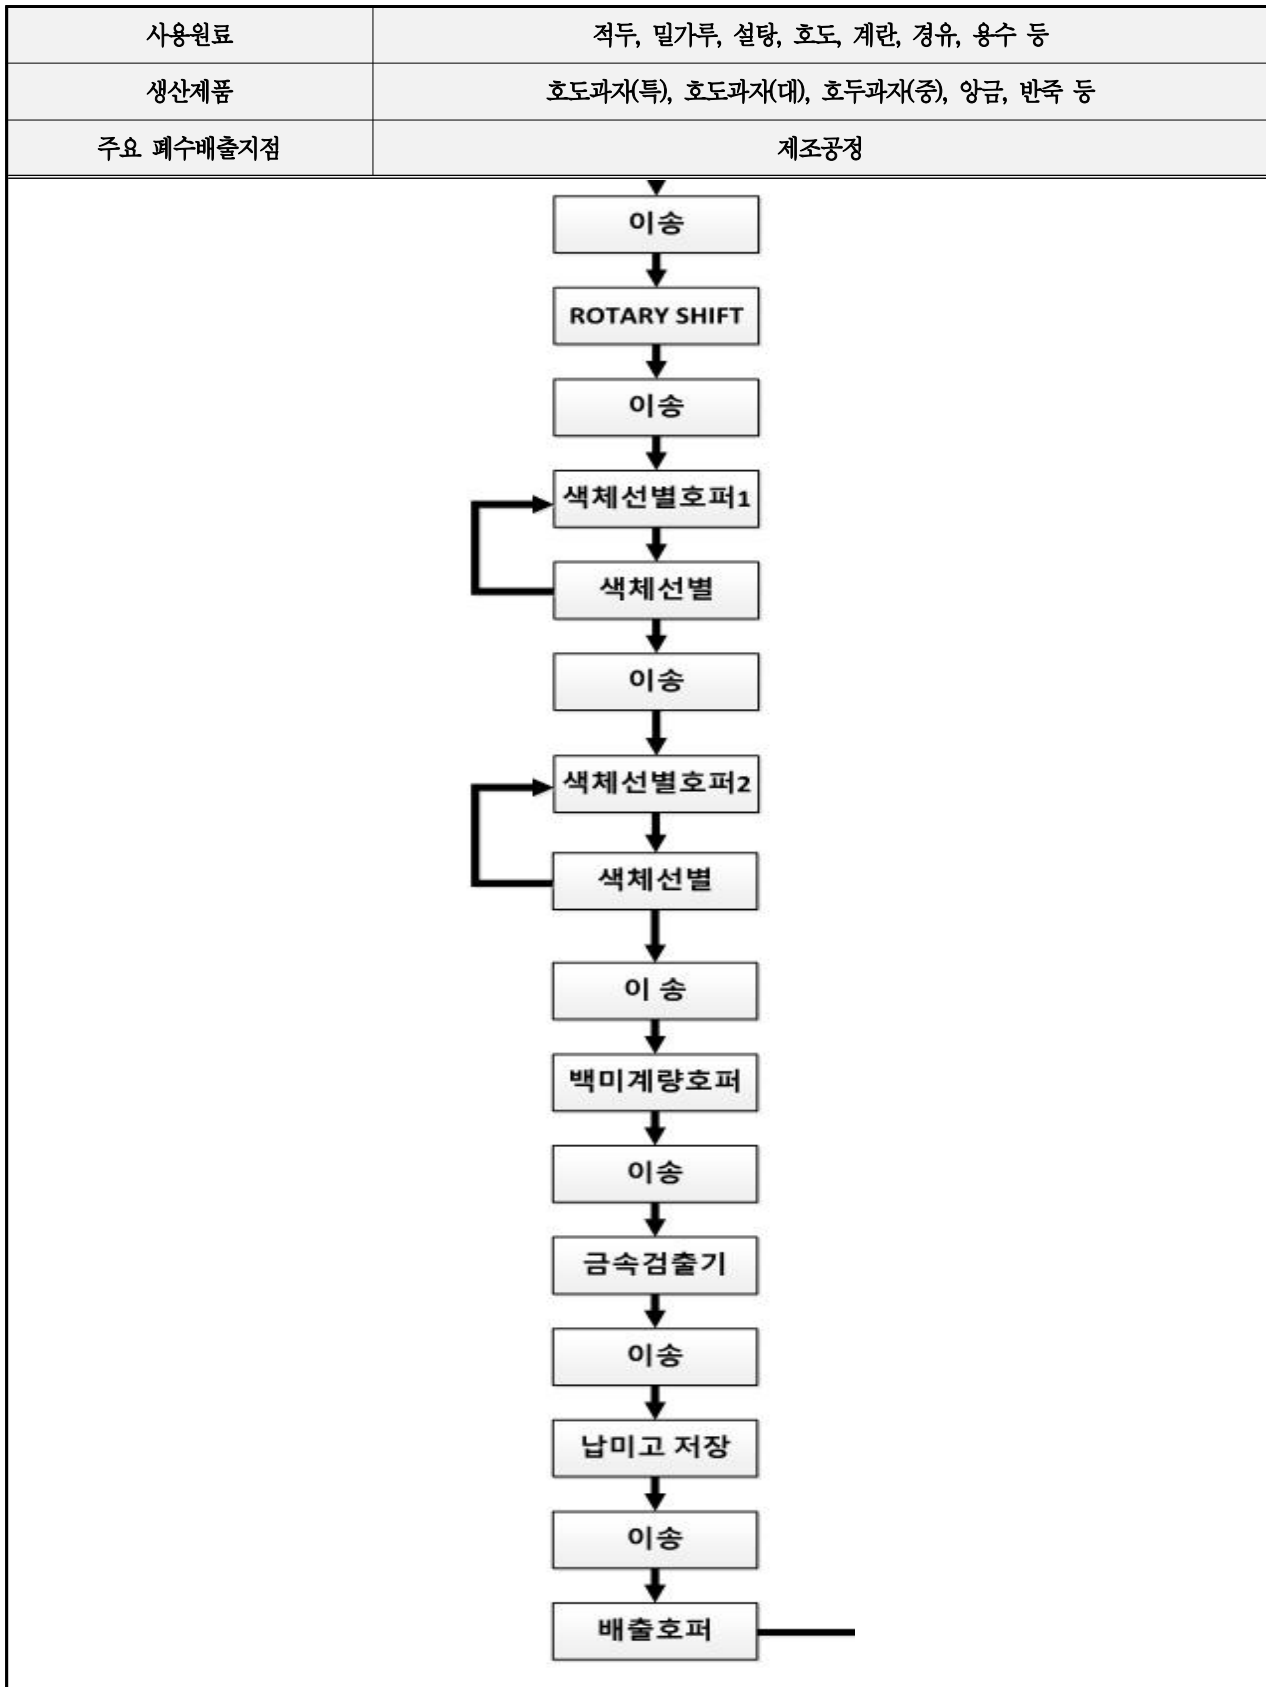 사용원료 적두, 밀가루, 설탕, 호도, 계란, 경유, 용수 등
생산제품 호도과자(특), 호도과자(대), 호두과자(중), 앙금, 반죽 등
주요 폐수배출지점 제조공정
이송
ROTARY SHIFT
이송
색체선별호퍼1
색체선별
이송
색체선별호퍼2
색체선별
이 송
백미계량호퍼
이송
금속검출기
이송
납미고 저장
이송
배출호퍼